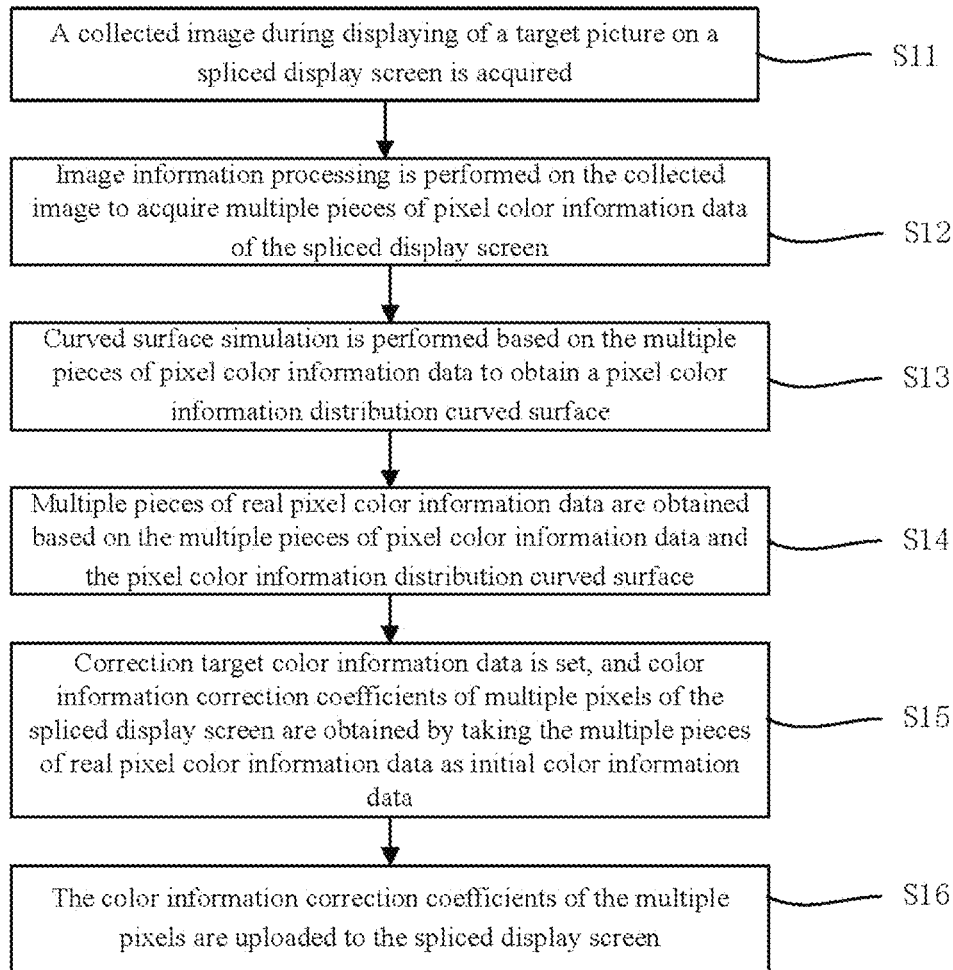 A collected image during displaying of a target picture on a
spliced display screen is acquired
S11
Image information processing is performed on the collected
image to acquire multiple pieces of pixel color information data
of the spliced display screen
S12
Curved surface simulation is performed based on the multiple
pieces of pixel color information data to obtain a pixel color
information distribution curved surface
S13
Multiple pieces of real pixel color information data are obtained
based on the multiple pieces of pixel color information data and
the pixel color information distribution curved surface
S14
Correction target color information data is set, and color
information correction coefficients of multiple pixels of the
spliced display screen are obtained by taking the multiple pieces
of real pixel color information data as initial color information
data
S15
The color information correction coefficients of the multiple
pixels are uploaded to the spliced display screen
S16